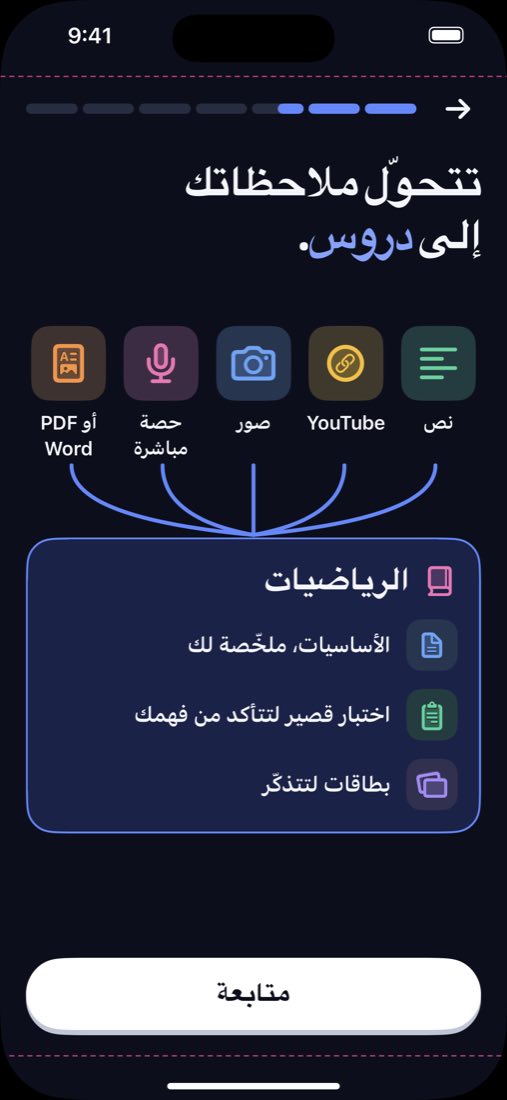 9:41
تتحوّل ملاحظاتك
إلى دروس.
نص
YouTube
صور
حصة
مباشرة
PDF أو
Word
الرياضيات
الأساسيات، ملخّصة لك
اختبار قصير لتتأكد من فهمك
بطاقات لتتذكّر
متابعة